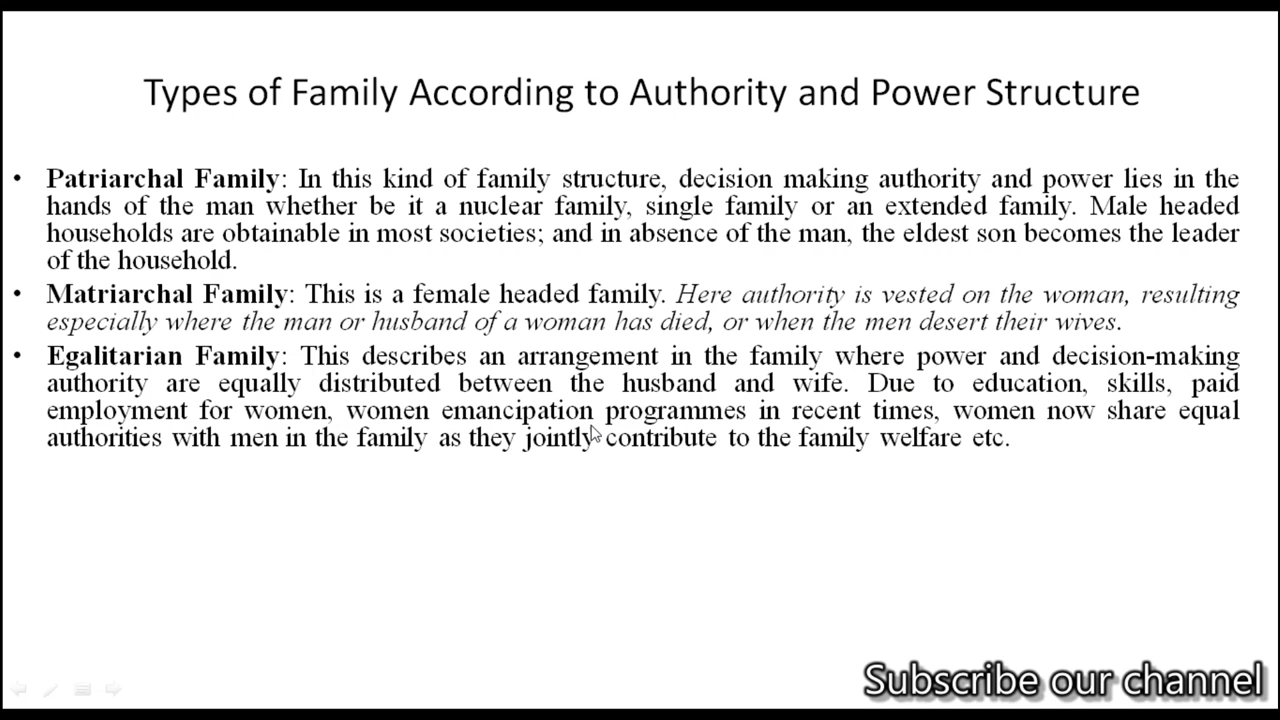 Types of Family According to Authority and Power Structure
• Patriarchal Family: In this kind of family structure, decision making authority and power lies in the
hands of the man whether be it a nuclear family, single family or an extended family. Male headed
households are obtainable in most societies; and in absence of the man, the eldest son becomes the leader
of the household.
• Matriarchal Family: This is a female headed family. Here authority is vested on the woman, resulting
especially where the man or husband of a woman has died, or when the men desert their wives.
• Egalitarian Family: This describes an arrangement in the family where power and decision-making
authority are equally distributed between the husband and wife. Due to education, skills, paid
employment for women, women emancipation programmes in recent times, women now share equal
authorities with men in the family as they jointly contribute to the family welfare etc.
Subscribe our channel